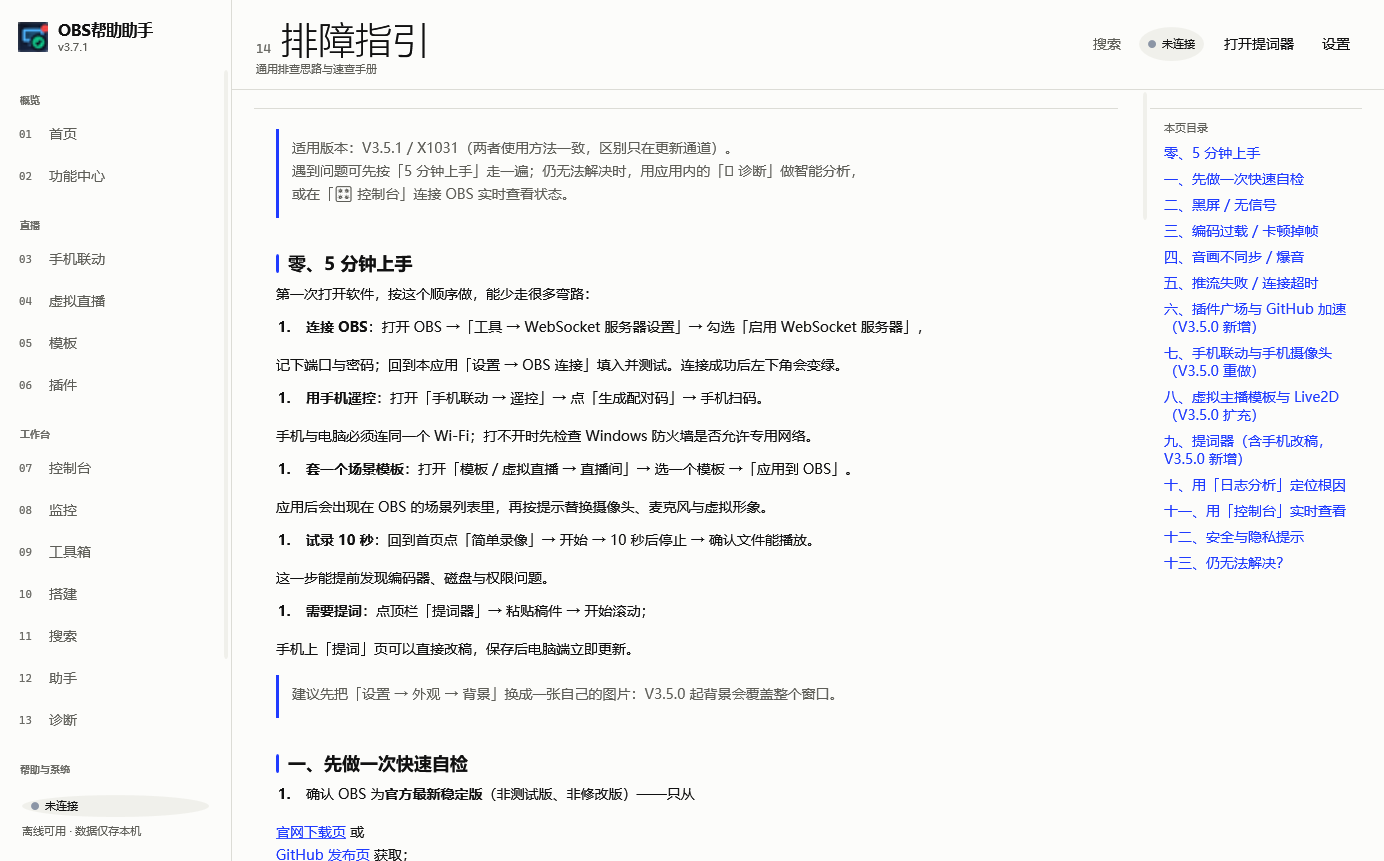 OBS帮助助手
v3.7.1
概览
01 首页
02 功能中心
直播
03 手机联动
04 虚拟直播
05 模板
06 插件
工作台
07 控制台
08 监控
09 工具箱
10 搭建
11 搜索
12 助手
13 诊断
帮助与系统
未连接
离线可用 · 数据仅存本机
14 排障指引
通用排查思路与速查手册
搜索
未连接
打开提词器
设置
适用版本：V3.5.1 / X1031（两者使用方法一致，区别只在更新通道）。
遇到问题可先按「5 分钟上手」走一遍；仍无法解决时，用应用内的「▯ 诊断」做智能分析，
或在「🎛 控制台」连接 OBS 实时查看状态。
零、5 分钟上手
第一次打开软件，按这个顺序做，能少走很多弯路：
1. 连接 OBS：打开 OBS →「工具 → WebSocket 服务器设置」→ 勾选「启用 WebSocket 服务器」，
记下端口与密码；回到本应用「设置 → OBS 连接」填入并测试。连接成功后左下角会变绿。
1. 用手机遥控：打开「手机联动 → 遥控」→ 点「生成配对码」→ 手机扫码。
手机与电脑必须连同一个 Wi-Fi；打不开时先检查 Windows 防火墙是否允许专用网络。
1. 套一个场景模板：打开「模板 / 虚拟直播 → 直播间」→ 选一个模板 →「应用到 OBS」。
应用后会出现在 OBS 的场景列表里，再按提示替换摄像头、麦克风与虚拟形象。
1. 试录 10 秒：回到首页点「简单录像」→ 开始 → 10 秒后停止 → 确认文件能播放。
这一步能提前发现编码器、磁盘与权限问题。
1. 需要提词：点顶栏「提词器」→ 粘贴稿件 → 开始滚动；
手机上「提词」页可以直接改稿，保存后电脑端立即更新。
建议先把「设置 → 外观 → 背景」换成一张自己的图片：V3.5.0 起背景会覆盖整个窗口。
一、先做一次快速自检
1. 确认 OBS 为官方最新稳定版（非测试版、非修改版）——只从
官网下载页 或
GitHub 发布页 获取；
本页目录
零、5 分钟上手
一、先做一次快速自检
二、黑屏 / 无信号
三、编码过载 / 卡顿掉帧
四、音画不同步 / 爆音
五、推流失败 / 连接超时
六、插件广场与 GitHub 加速
（V3.5.0 新增）
七、手机联动与手机摄像头
（V3.5.0 重做）
八、虚拟主播模板与 Live2D
（V3.5.0 扩充）
九、提词器（含手机改稿，
V3.5.0 新增）
十、用「日志分析」定位根因
十一、用「控制台」实时查看
十二、安全与隐私提示
十三、仍无法解决？